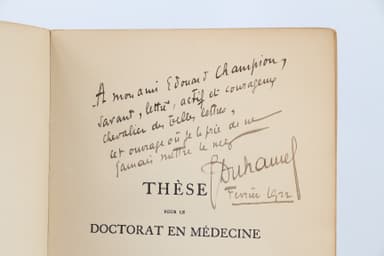 A mon ami Edouard Champion,
savant, lettré, actif et courageux
chevalier des belles lettres,
cet ouvrage où je le prie de ne
jamais mettre le nez
GDuhamel
Février 1922
THÈSE
POUR LE
DOCTORAT EN MÉDECINE